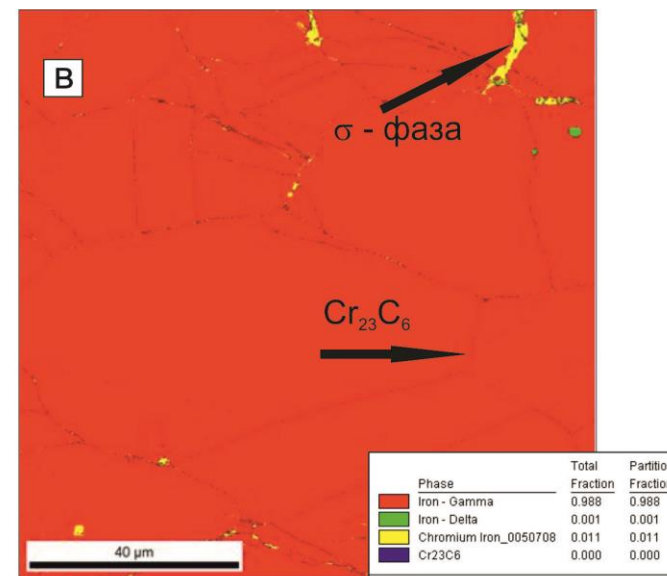 B
σ - фаза
Cr₂₃C₆
Total Partition
Phase Fraction Fraction
Iron - Gamma 0.988 0.988
Iron - Delta 0.001 0.001
Chromium Iron_0050708 0.011 0.011
Cr23C6 0.000 0.000
40 µm